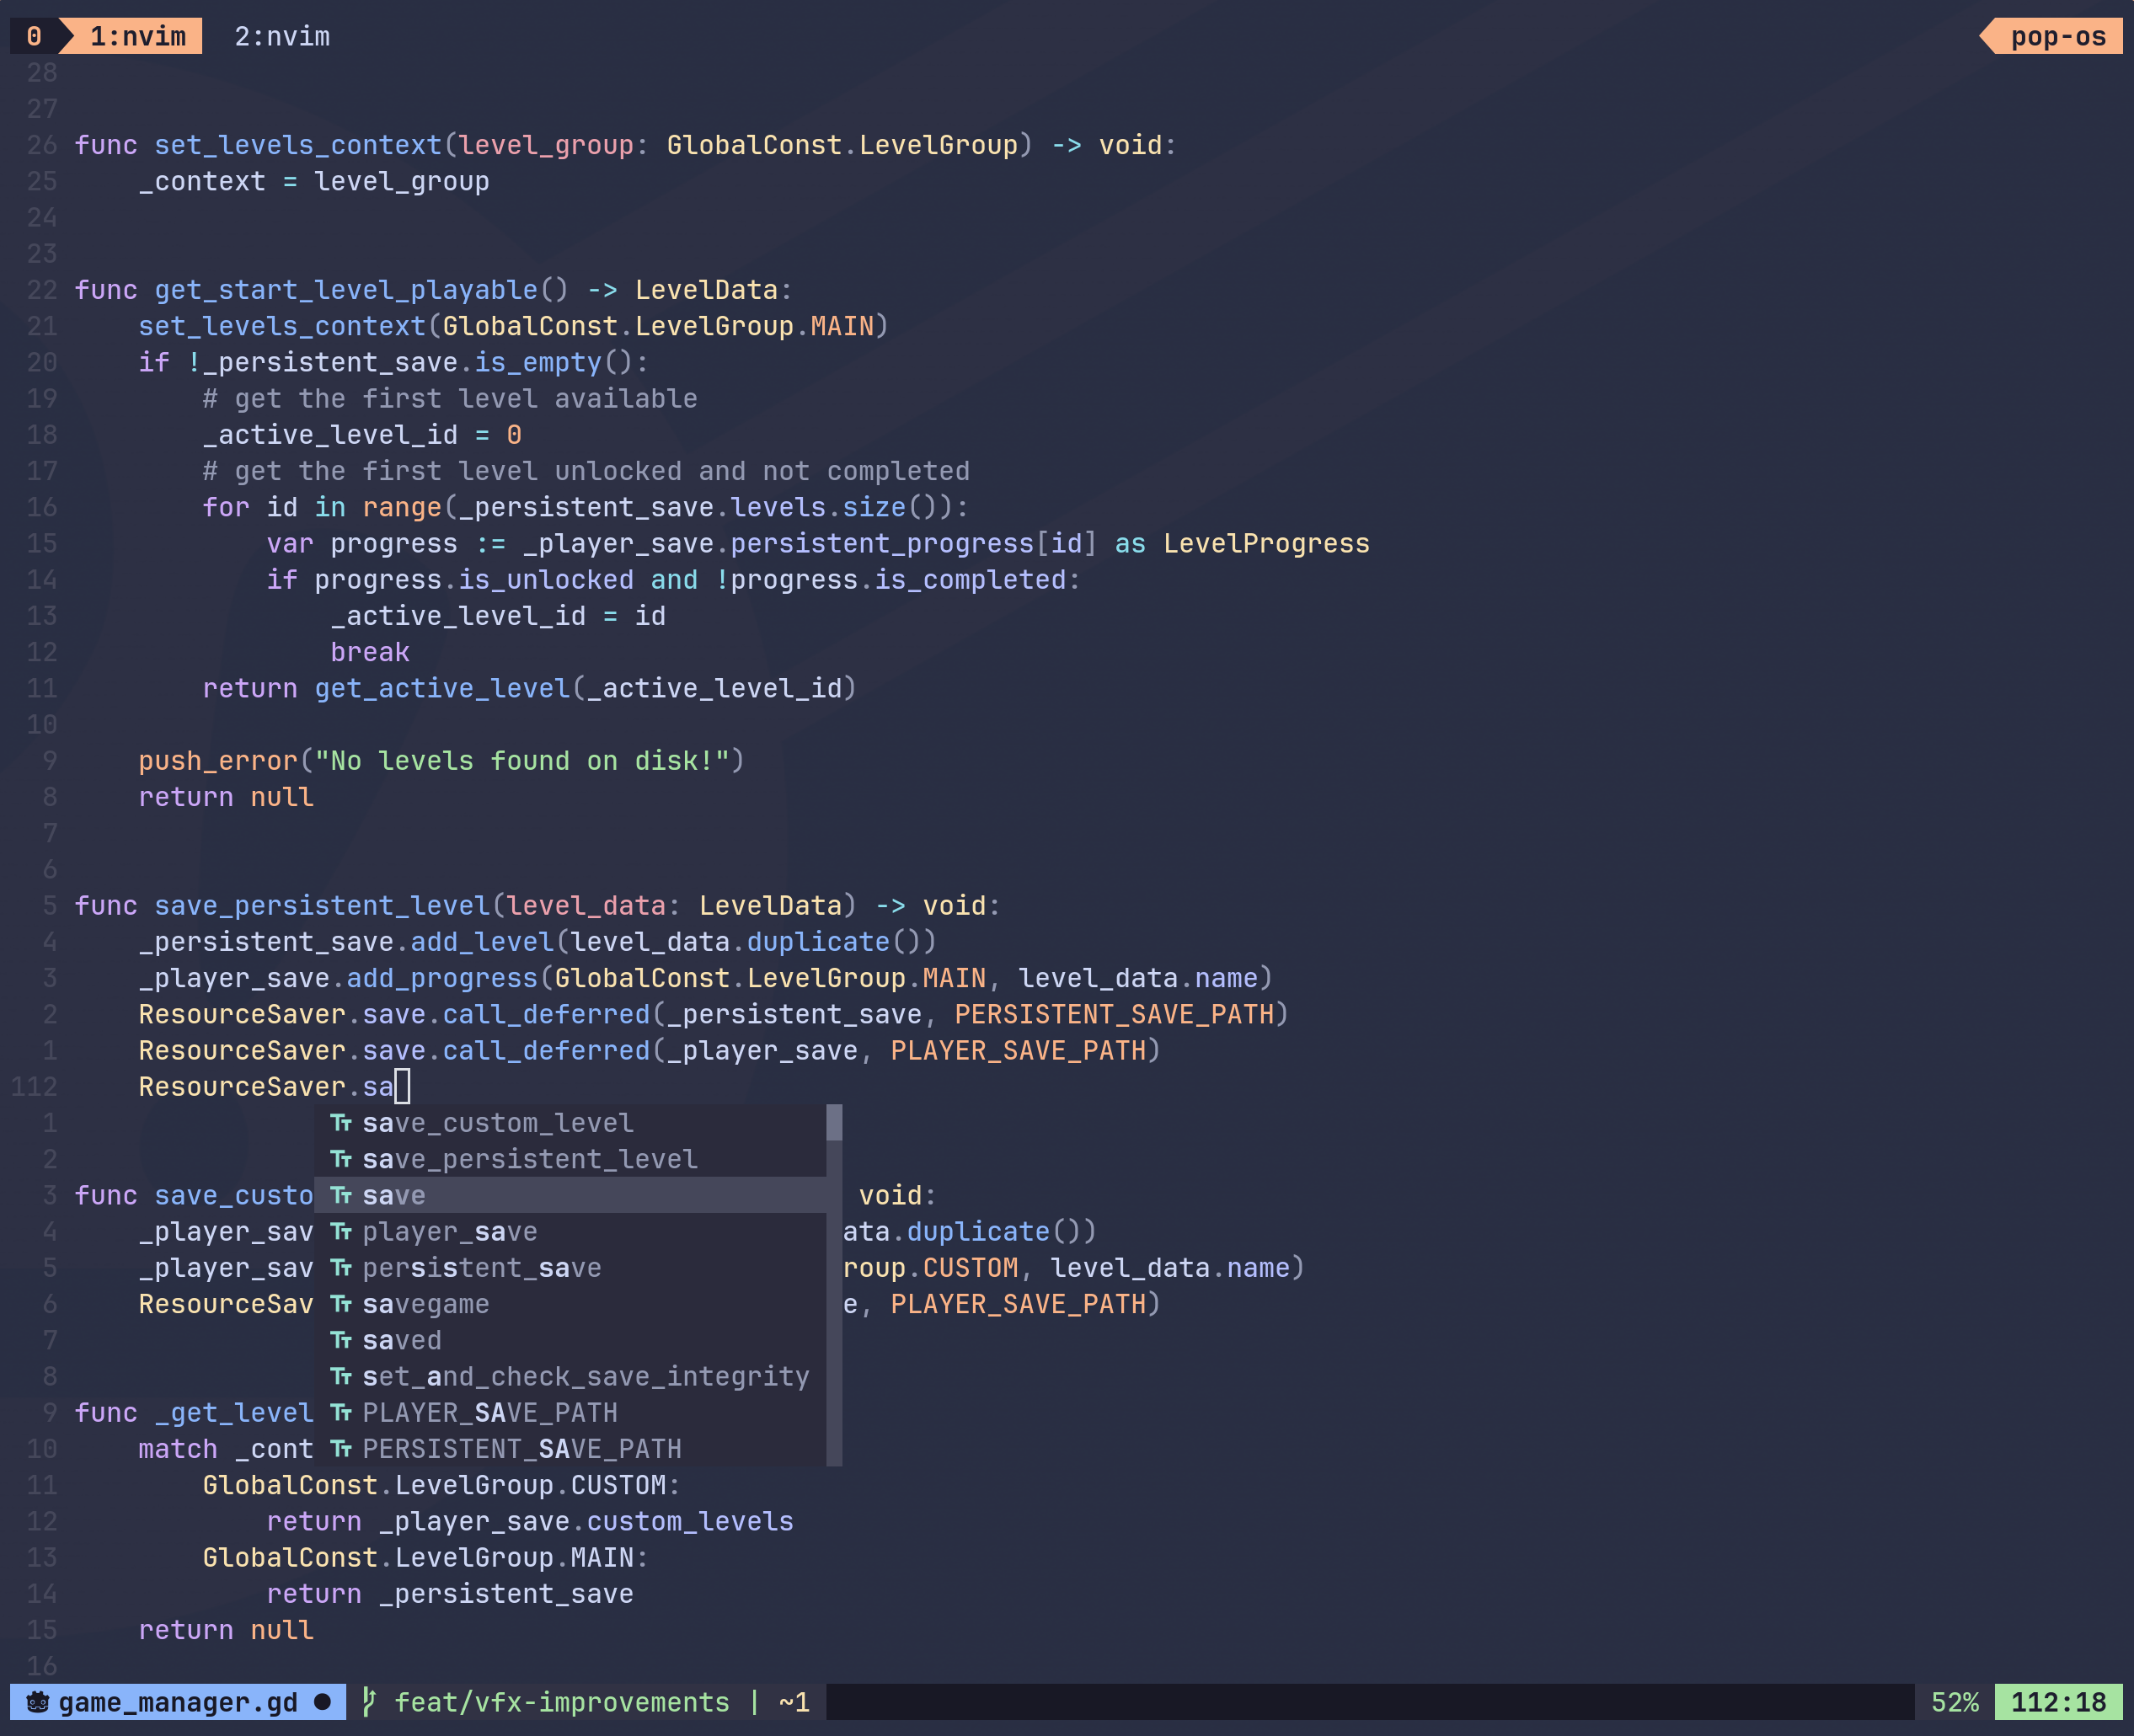 0 1:nvim 2:nvim pop-os
28
27
26 func set_levels_context(level_group: GlobalConst.LevelGroup) -> void:
25     _context = level_group
24
23
22 func get_start_level_playable() -> LevelData:
21     set_levels_context(GlobalConst.LevelGroup.MAIN)
20     if !_persistent_save.is_empty():
19         # get the first level available
18         _active_level_id = 0
17         # get the first level unlocked and not completed
16         for id in range(_persistent_save.levels.size()):
15             var progress := _player_save.persistent_progress[id] as LevelProgress
14             if progress.is_unlocked and !progress.is_completed:
13                 _active_level_id = id
12                 break
11         return get_active_level(_active_level_id)
10
9     push_error("No levels found on disk!")
8     return null
7
6
5 func save_persistent_level(level_data: LevelData) -> void:
4     _persistent_save.add_level(level_data.duplicate())
3     _player_save.add_progress(GlobalConst.LevelGroup.MAIN, level_data.name)
2     ResourceSaver.save.call_deferred(_persistent_save, PERSISTENT_SAVE_PATH)
1     ResourceSaver.save.call_deferred(_player_save, PLAYER_SAVE_PATH)
112     ResourceSaver.sa
1 save_custom_level
2 save_persistent_level
3 func save_custo save void:
4     _player_sav player_save ata.duplicate())
5     _player_sav persistent_save roup.CUSTOM, level_data.name)
6     ResourceSav savegame e, PLAYER_SAVE_PATH)
7 saved
8 set_and_check_save_integrity
9 func _get_level PLAYER_SAVE_PATH
10     match _cont PERSISTENT_SAVE_PATH
11         GlobalConst.LevelGroup.CUSTOM:
12             return _player_save.custom_levels
13         GlobalConst.LevelGroup.MAIN:
14             return _persistent_save
15     return null
16
game_manager.gd ● feat/vfx-improvements | ~1 52% 112:18